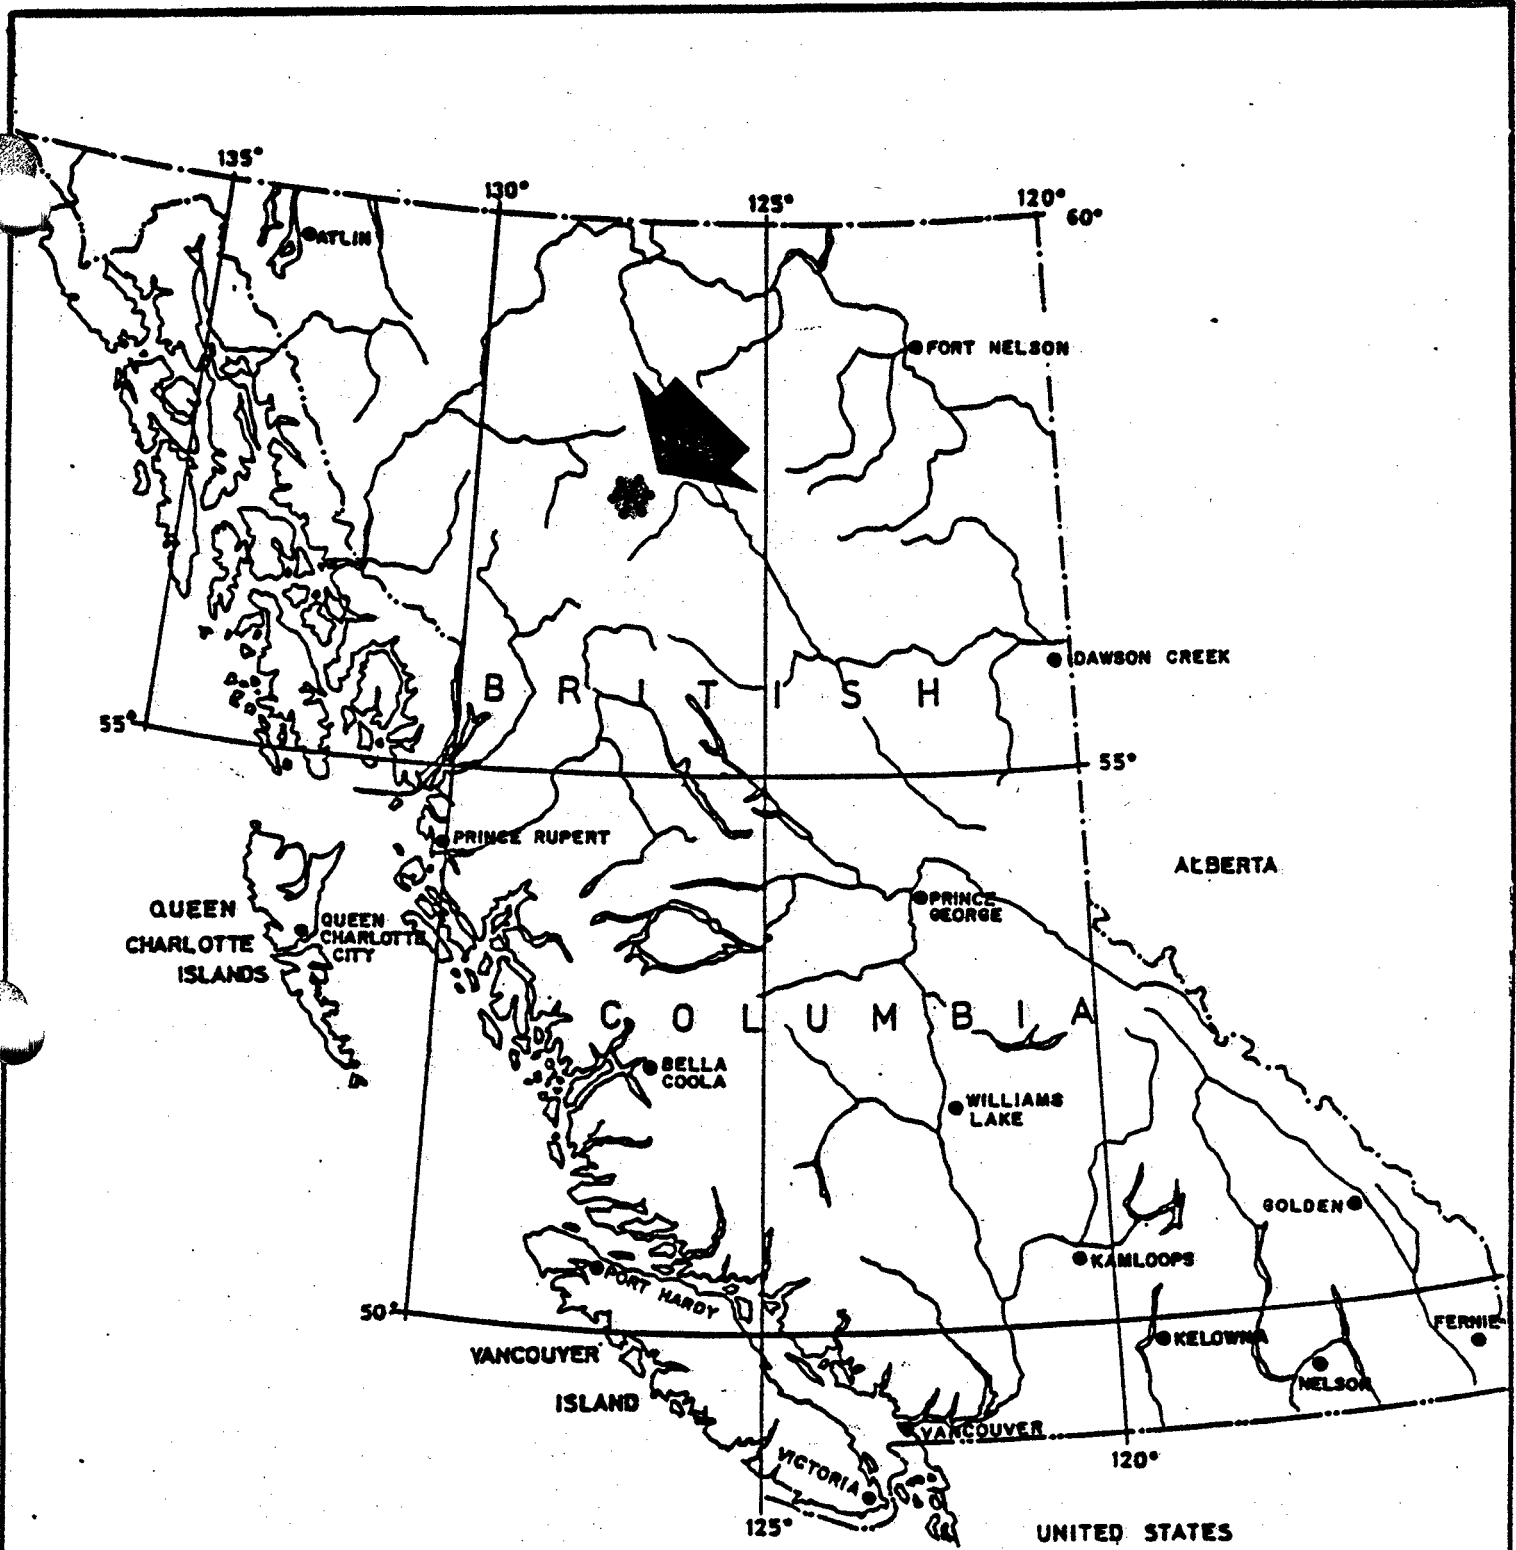 135°
130°
125°
120°
60°
ATLIN
FORT NELSON
DAWSON CREEK
BRITISH
55°
55°
PRINCE RUPERT
ALBERTA
QUEEN
CHARLOTTE
ISLANDS
QUEEN
CHARLOTTE
CITY
PRINCE
GEORGE
COLUMBIA
BELLA
COOLA
WILLIAMS
LAKE
GOLDEN
KAMLOOPS
PORT HARDY
50°
FERNIE
KELOWNA
VANCOUVER
ISLAND
NELSON
VANCOUVER
VICTORIA
120°
125°
UNITED STATES